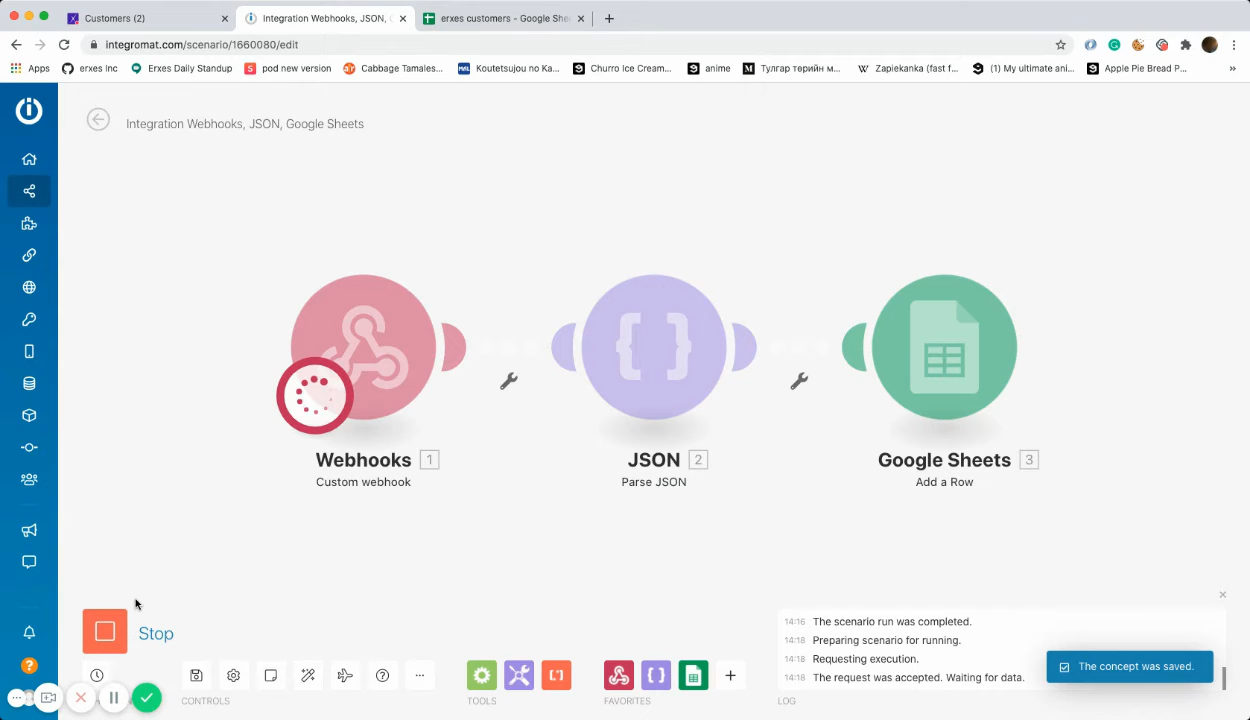 Customers (2)
Integration Webhooks, JSON, 
erxes customers - Google She
integromat.com/scenario/1660080/edit
Apps
erxes Inc
Erxes Daily Standup
pod new version
Cabbage Tamales...
Koutetsujou no Ka...
Churro Ice Cream...
anime
Тулгар төрийн м...
Zapiekanka (fast f...
(1) My ultimate ani...
Apple Pie Bread P...
»
Integration Webhooks, JSON, Google Sheets
Webhooks 1
Custom webhook
JSON 2
Parse JSON
Google Sheets 3
Add a Row
Stop
14:16 The scenario run was completed.
14:18 Preparing scenario for running.
14:18 Requesting execution.
14:18 The request was accepted. Waiting for data.
The concept was saved.
CONTROLS
TOOLS
FAVORITES
LOG